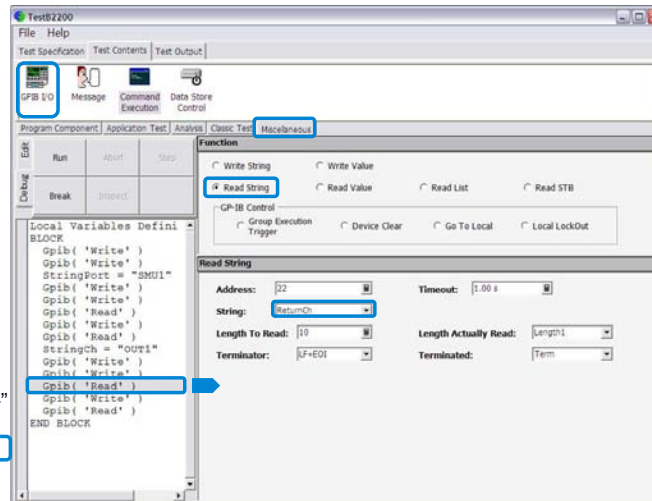 TestB2200
File Help
Test Specification Test Contents Test Output
GPIB I/O Message Command Execution Data Store Control
Program Component Application Test Analysis Classic Test Miscellaneous
Edit
Debug
Run Abort Step
Break
Function
Write String Write Value
Read String Read Value Read List Read STB
GP-IB Control
Group Execution Trigger Device Clear Go To Local Local LockOut
Local Variables Defini
BLOCK
Gpib( 'Write' )
StringPort = "SMU1"
Gpib( 'Write' )
Gpib( 'Write' )
Gpib( 'Read' )
Gpib( 'Write' )
Gpib( 'Read' )
StringCh = "OUT1"
Gpib( 'Write' )
Gpib( 'Write' )
Gpib( 'Read' )
Gpib( 'Write' )
Gpib( 'Read' )
END BLOCK
Read String
Address: 22 Timeout: 1.00 s
String: ReturnCh
Length To Read: 10 Length Actually Read: Length1
Terminator: LF+EOI Terminated: Term